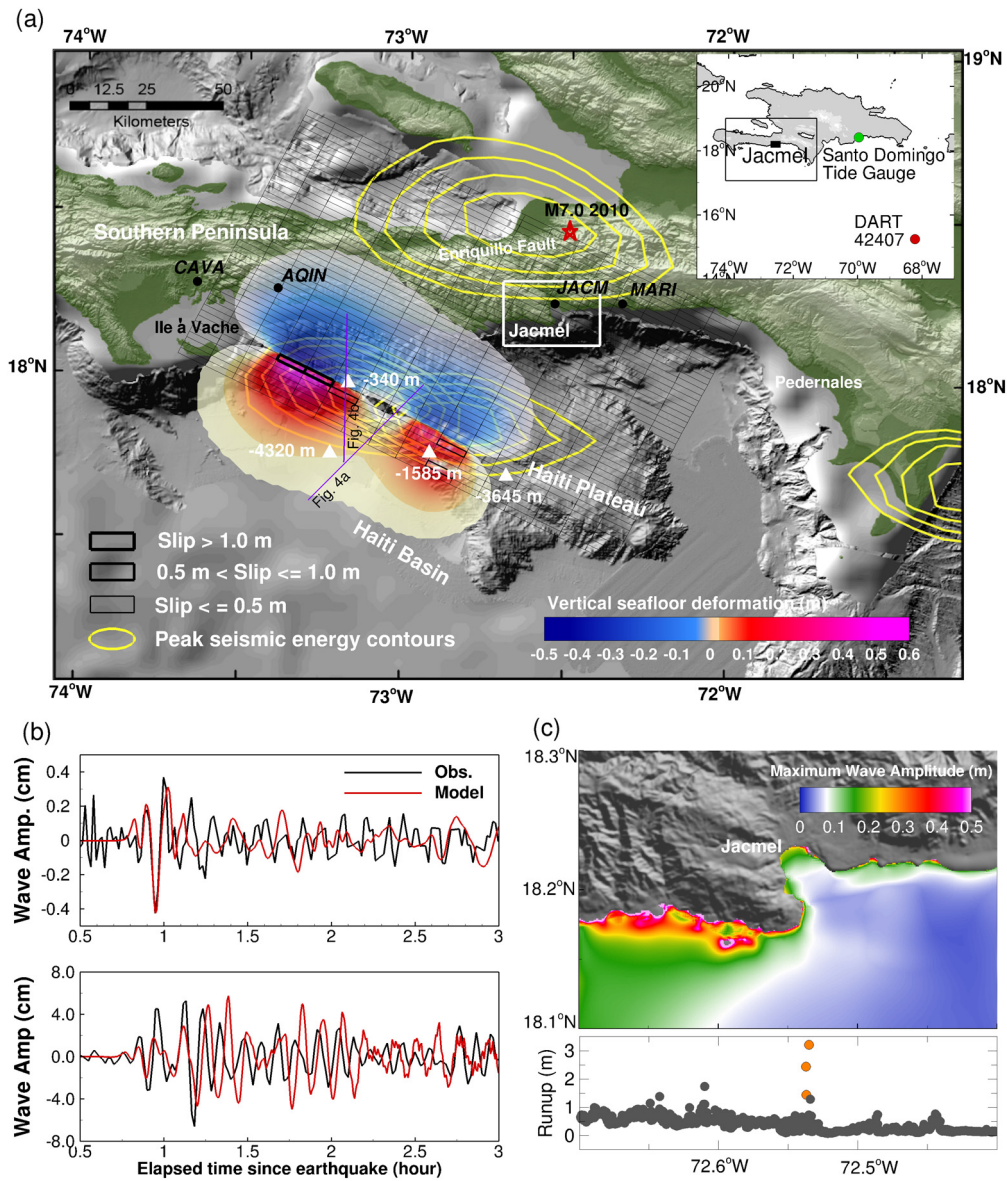 (a)
74°W
73°W
72°W
19°N
0 12.5 25 50
Kilometers
20°N
18°N
16°N
14°N
74°W
72°W
70°W
68°W
Jacmel
Santo Domingo
Tide Gauge
DART
42407
M7.0 2010
Enriquillo Fault
Southern Peninsula
CAVA
AQIN
JACM
MARI
Ile à Vache
Jacmel
18°N
18°N
Pedernales
-340 m
Fig. 4b
-4320 m
-1585 m
Fig. 4a
-3645 m
Haiti Plateau
Haiti Basin
Slip > 1.0 m
0.5 m < Slip <= 1.0 m
Slip <= 0.5 m
Peak seismic energy contours
Vertical seafloor deformation (m)
-0.5 -0.4 -0.3 -0.2 -0.1 0 0.1 0.2 0.3 0.4 0.5 0.6
74°W
73°W
72°W
(b)
Wave Amp. (cm)
0.4
0.2
0
-0.2
-0.4
Obs.
Model
0.5 1 1.5 2 2.5 3
Wave Amp (cm)
8.0
4.0
0.0
-4.0
-8.0
0.5 1 1.5 2 2.5 3
Elapsed time since earthquake (hour)
(c)
18.3°N
18.2°N
18.1°N
Maximum Wave Amplitude (m)
0 0.1 0.2 0.3 0.4 0.5
Jacmel
Runup (m)
3
2
1
0
72.6°W
72.5°W